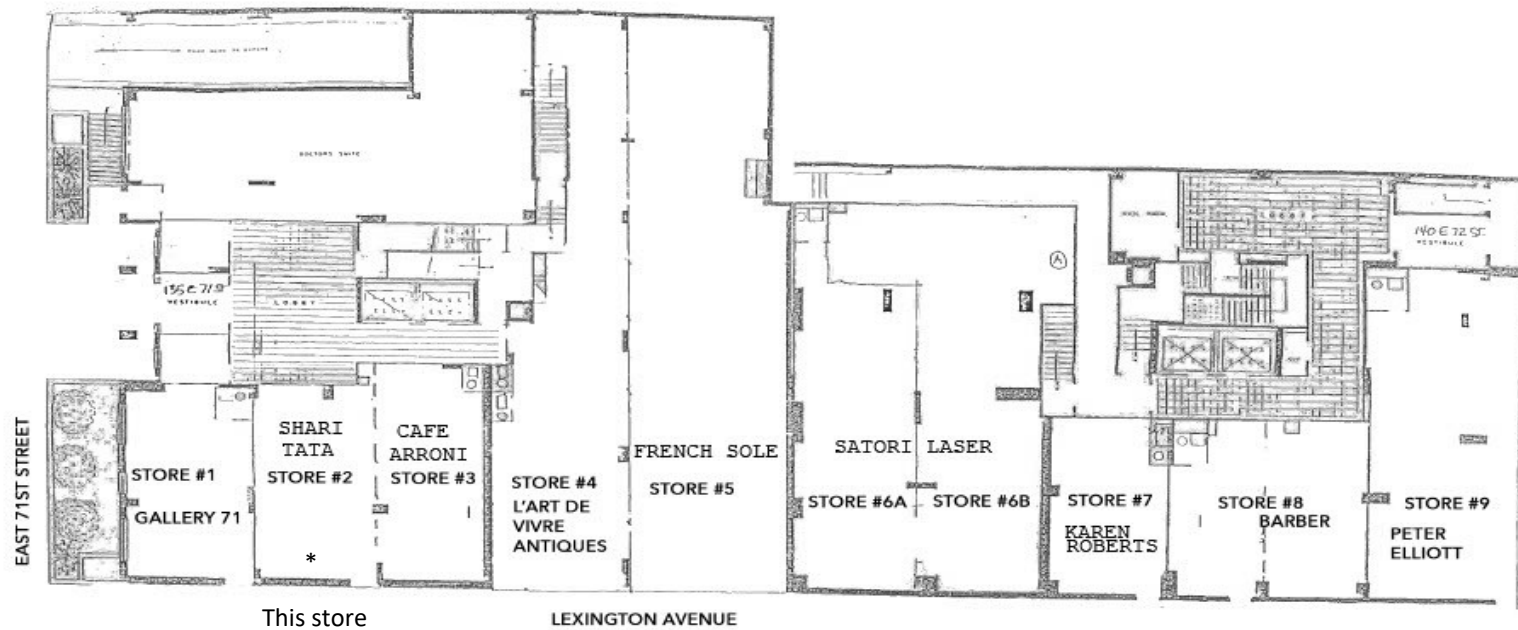 DOCTORS SUITE
LOBBY
140 E 72 ST.
VESTIBULE
135 E 71 St
VESTIBULE
LOBBY
EAST 71ST STREET
STORE #1
GALLERY 71
SHARI
TATA
STORE #2
*
CAFE
ARRONI
STORE #3
STORE #4
L'ART DE
VIVRE
ANTIQUES
FRENCH SOLE
STORE #5
SATORI LASER
STORE #6A
STORE #6B
A
STORE #7
KAREN
ROBERTS
STORE #8
BARBER
STORE #9
PETER
ELLIOTT
This store
LEXINGTON AVENUE